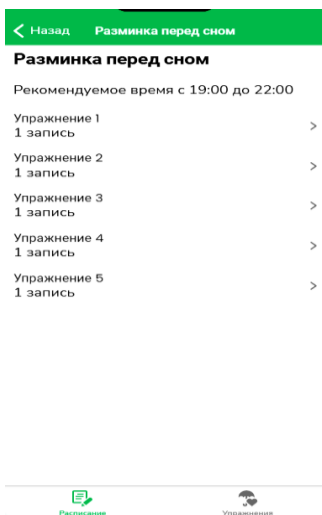 Назад Разминка перед сном
Разминка перед сном
Рекомендуемое время с 19:00 до 22:00
Упражнение 1
1 запись
Упражнение 2
1 запись
Упражнение 3
1 запись
Упражнение 4
1 запись
Упражнение 5
1 запись
Расписание Упражнения